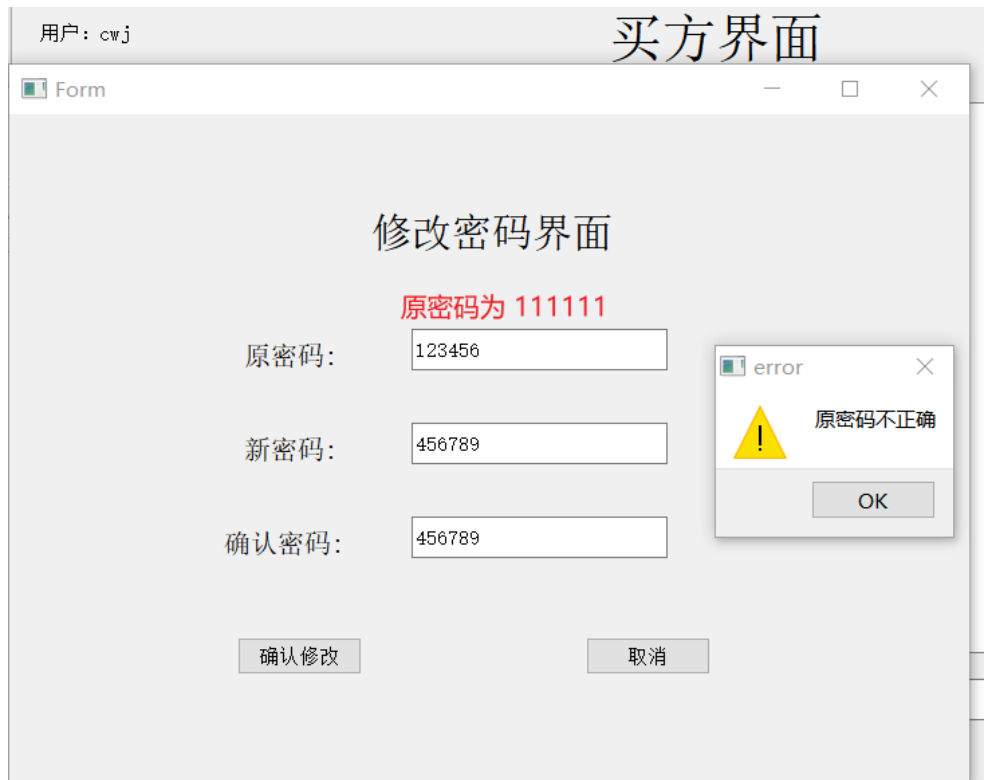 用户：cwj
买方界面
Form
修改密码界面
原密码为 111111
原密码：
123456
新密码：
456789
确认密码：
456789
error
原密码不正确
OK
确认修改
取消